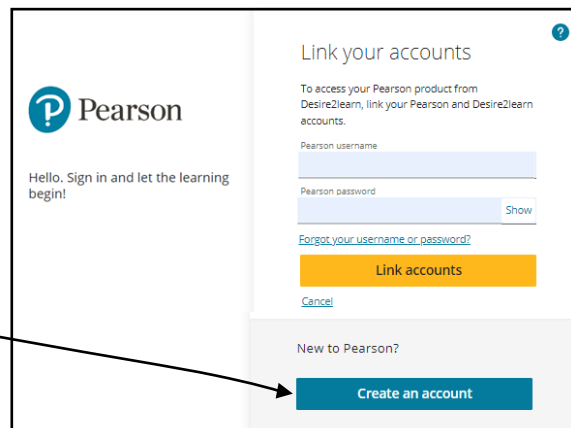 Pearson
Hello. Sign in and let the learning
begin!
?
Link your accounts
To access your Pearson product from
Desire2learn, link your Pearson and Desire2learn
accounts.
Pearson username
Pearson password
Show
Forgot your username or password?
Link accounts
Cancel
New to Pearson?
Create an account